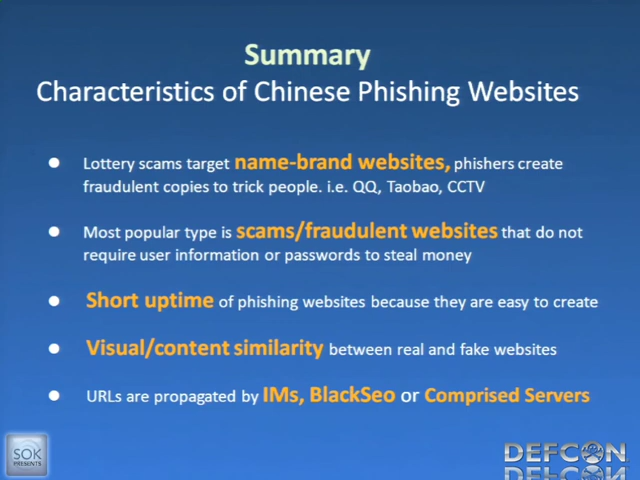 Summary
Characteristics of Chinese Phishing Websites
Lottery scams target name-brand websites, phishers create
fraudulent copies to trick people. i.e. QQ, Taobao, CCTV
Most popular type is scams/fraudulent websites that do not
require user information or passwords to steal money
Short uptime of phishing websites because they are easy to create
Visual/content similarity between real and fake websites
URLs are propagated by IMs, BlackSeo or Comprised Servers
SOK
PRESENTS
DEFCON